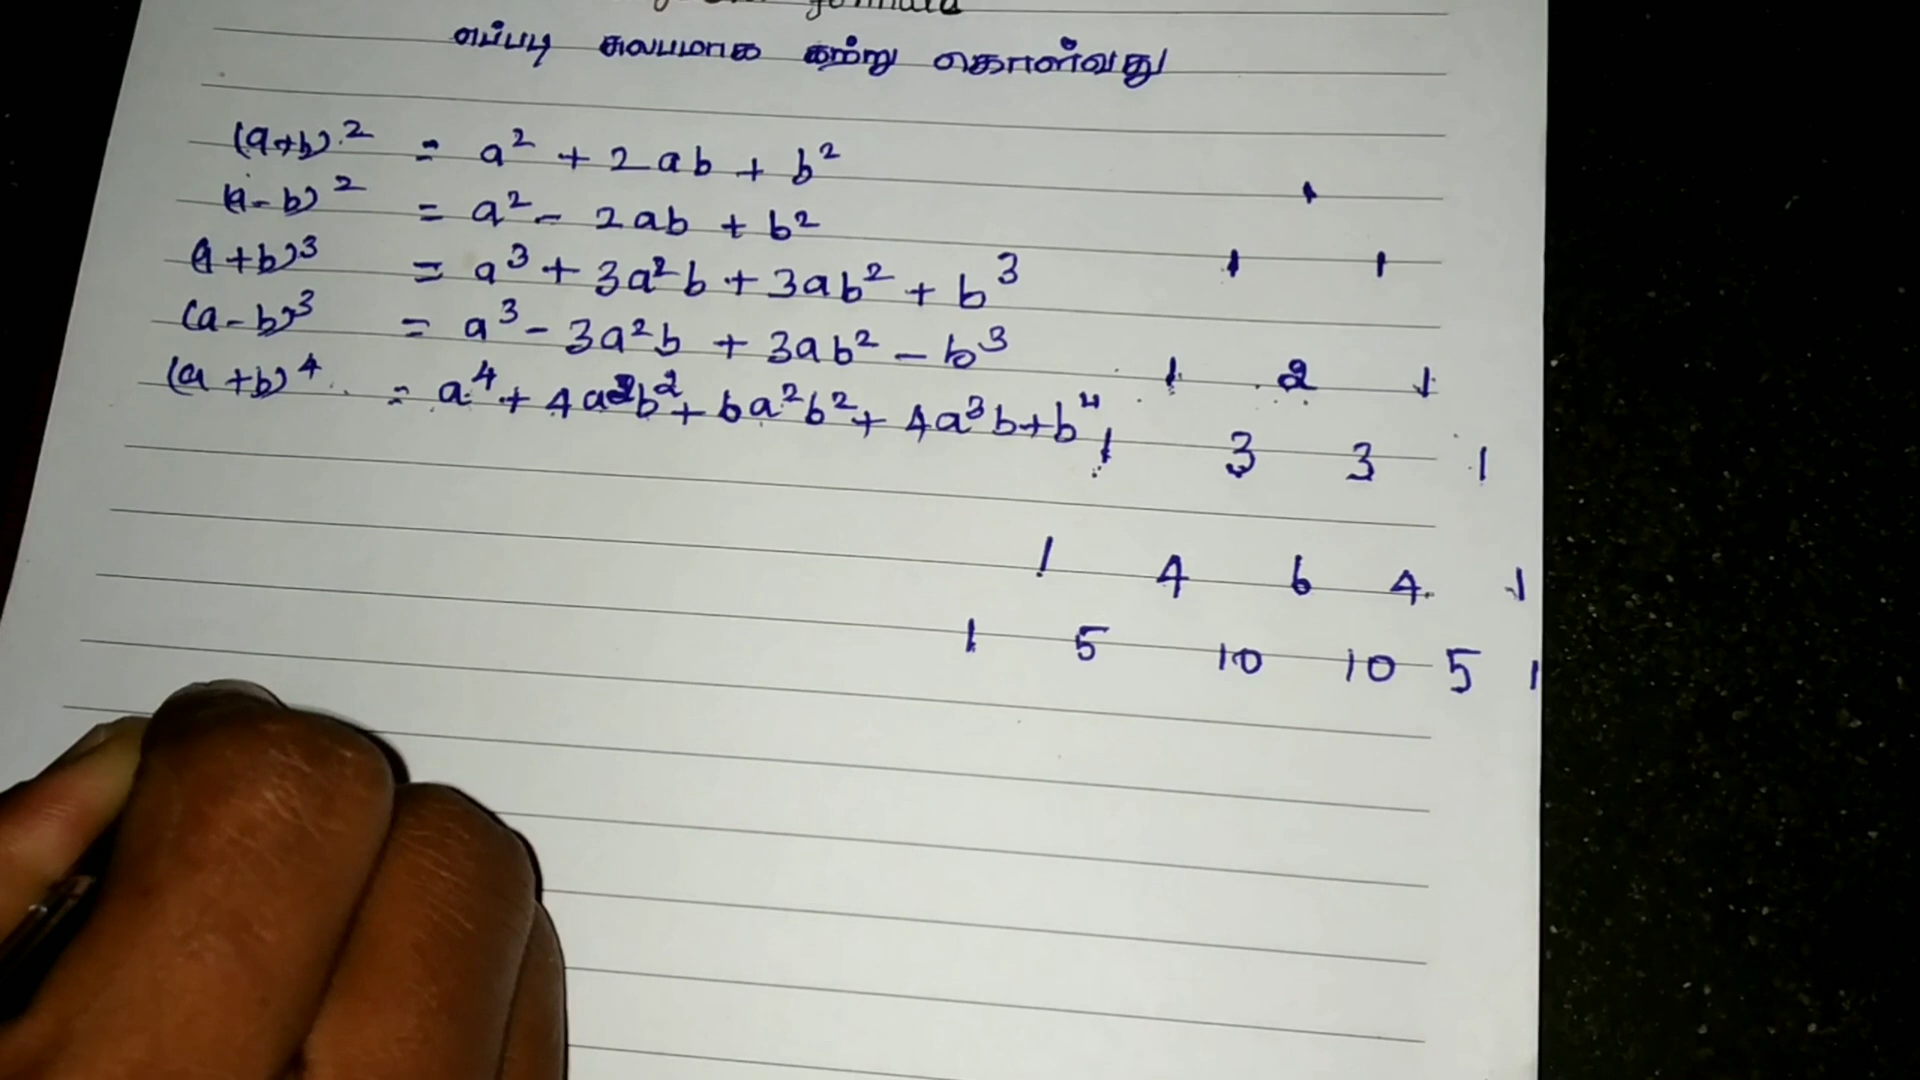 formula
எப்படி சுலபமாக கற்று கொள்வது
(a+b)² = a² + 2ab + b²
(a-b)² = a² - 2ab + b²
(a+b)³ = a³ + 3a²b + 3ab² + b³
(a-b)³ = a³ - 3a²b + 3ab² - b³
(a+b)⁴ = a⁴ + 4a³b² + 6a²b² + 4a³b + b⁴
1
1 1
1 2 1
1 3 3 1
1 4 6 4 1
1 5 10 10 5 1